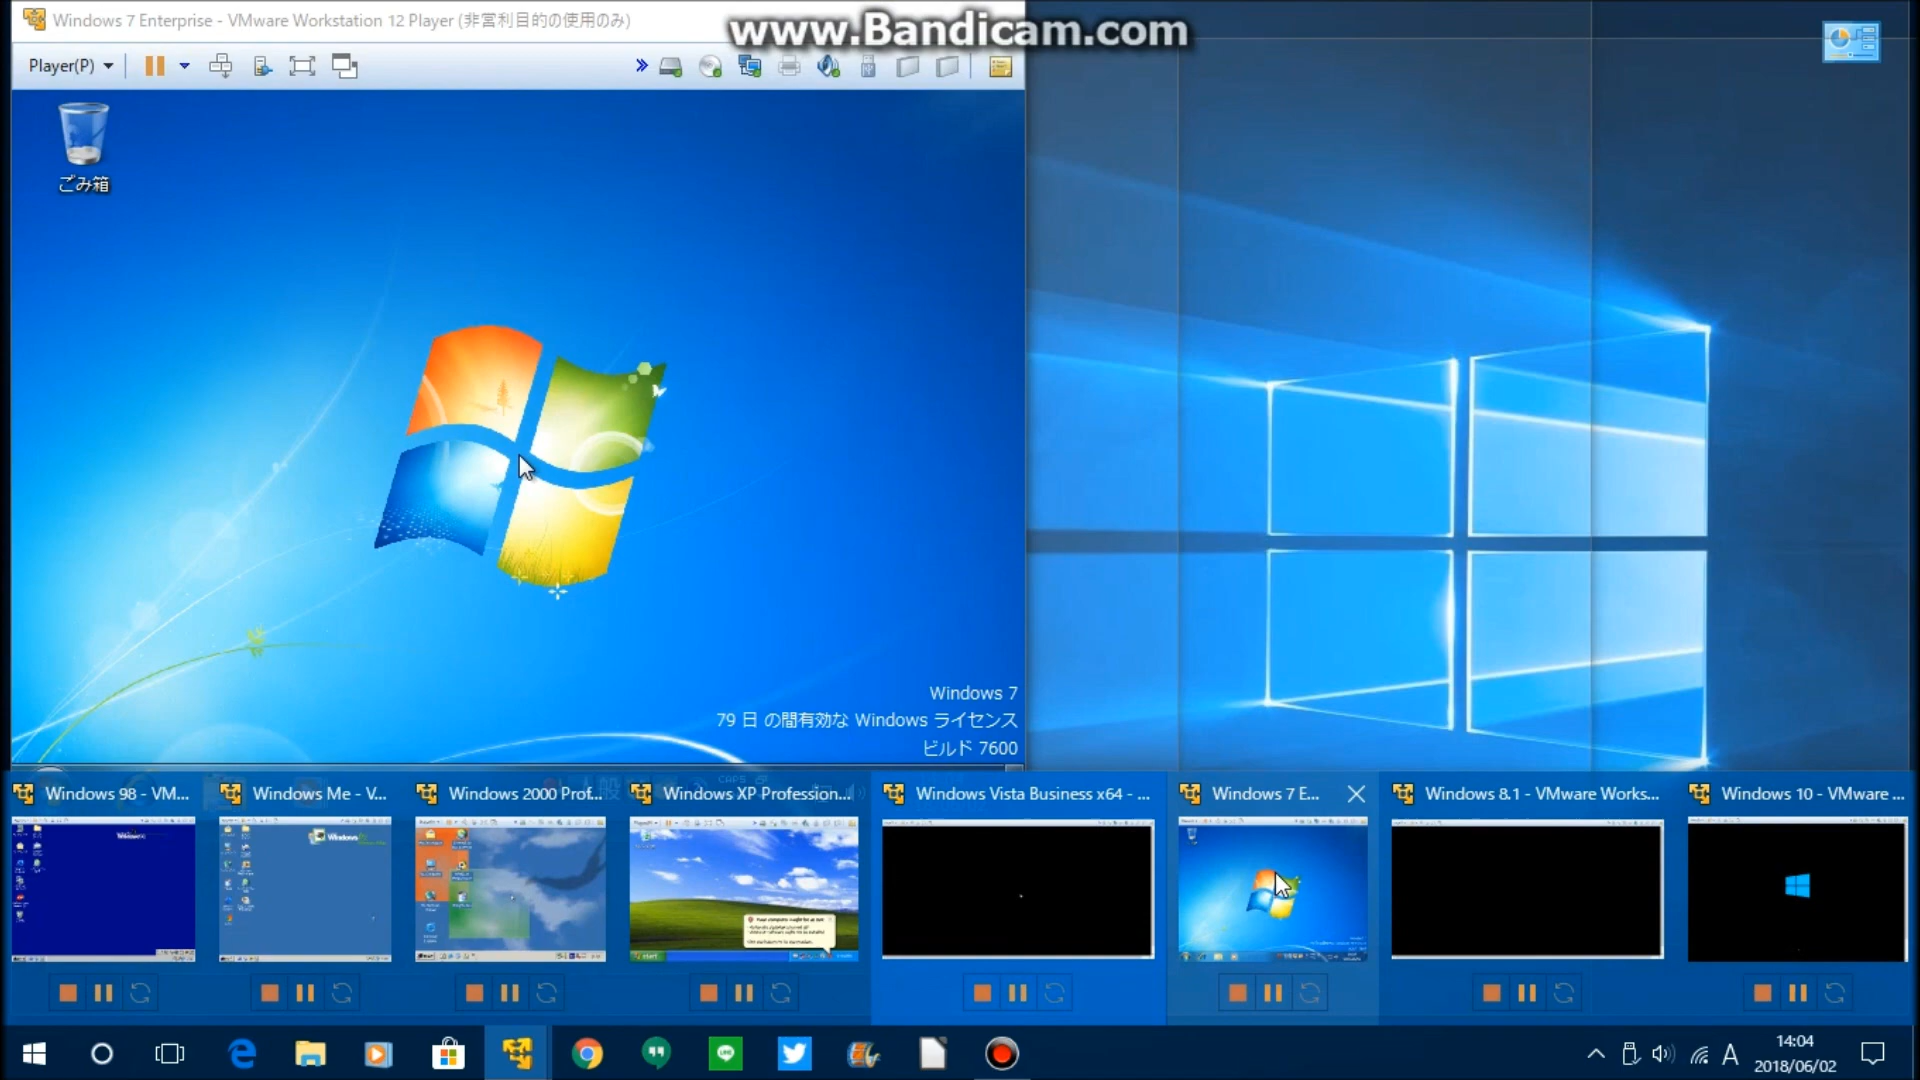 Windows 7 Enterprise - VMware Workstation 12 Player (非営利目的の使用のみ)
www.Bandicam.com
Player(P)
ごみ箱
Windows 7
79 日 の間有効な Windows ライセンス
ビルド 7600
Windows 98 - VM...
Windows Me - V...
Windows 2000 Prof...
Windows XP Profession...
Windows Vista Business x64 - ...
Windows 7 E...
Windows 8.1 - VMware Works...
Windows 10 - VMware ...
A
14:04
2018/06/02